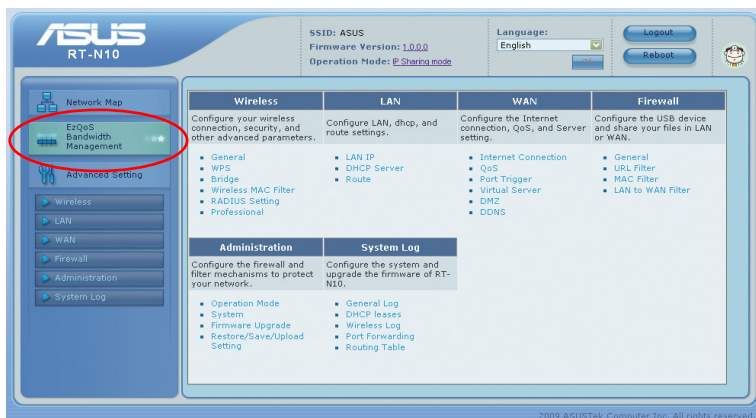 ASUS
RT-N10
SSID: ASUS
Firmware Version: 1.0.0.0
Operation Mode: IP Sharing mode
Language:
English
Logout
Reboot
Network Map
EzQoS
Bandwidth
Management
Advanced Setting
Wireless
LAN
WAN
Firewall
Administration
System Log
Wireless
Configure your wireless
connection, security, and
other advanced parameters.
General
WPS
Bridge
Wireless MAC Filter
RADIUS Setting
Professional
LAN
Configure LAN, dhcp, and
route settings.
LAN IP
DHCP Server
Route
WAN
Configure the Internet
connection, QoS, and Server
setting.
Internet Connection
QoS
Port Trigger
Virtual Server
DMZ
DDNS
Firewall
Configure the USB device
and share your files in LAN
or WAN.
General
URL Filter
MAC Filter
LAN to WAN Filter
Administration
Configure the firewall and
filter mechanisms to protect
your network.
Operation Mode
System
Firmware Upgrade
Restore/Save/Upload
Setting
System Log
Configure the system and
upgrade the firmware of RT-
N10.
General Log
DHCP leases
Wireless Log
Port Forwarding
Routing Table
2009 ASUSTek Computer Inc. All rights reserved